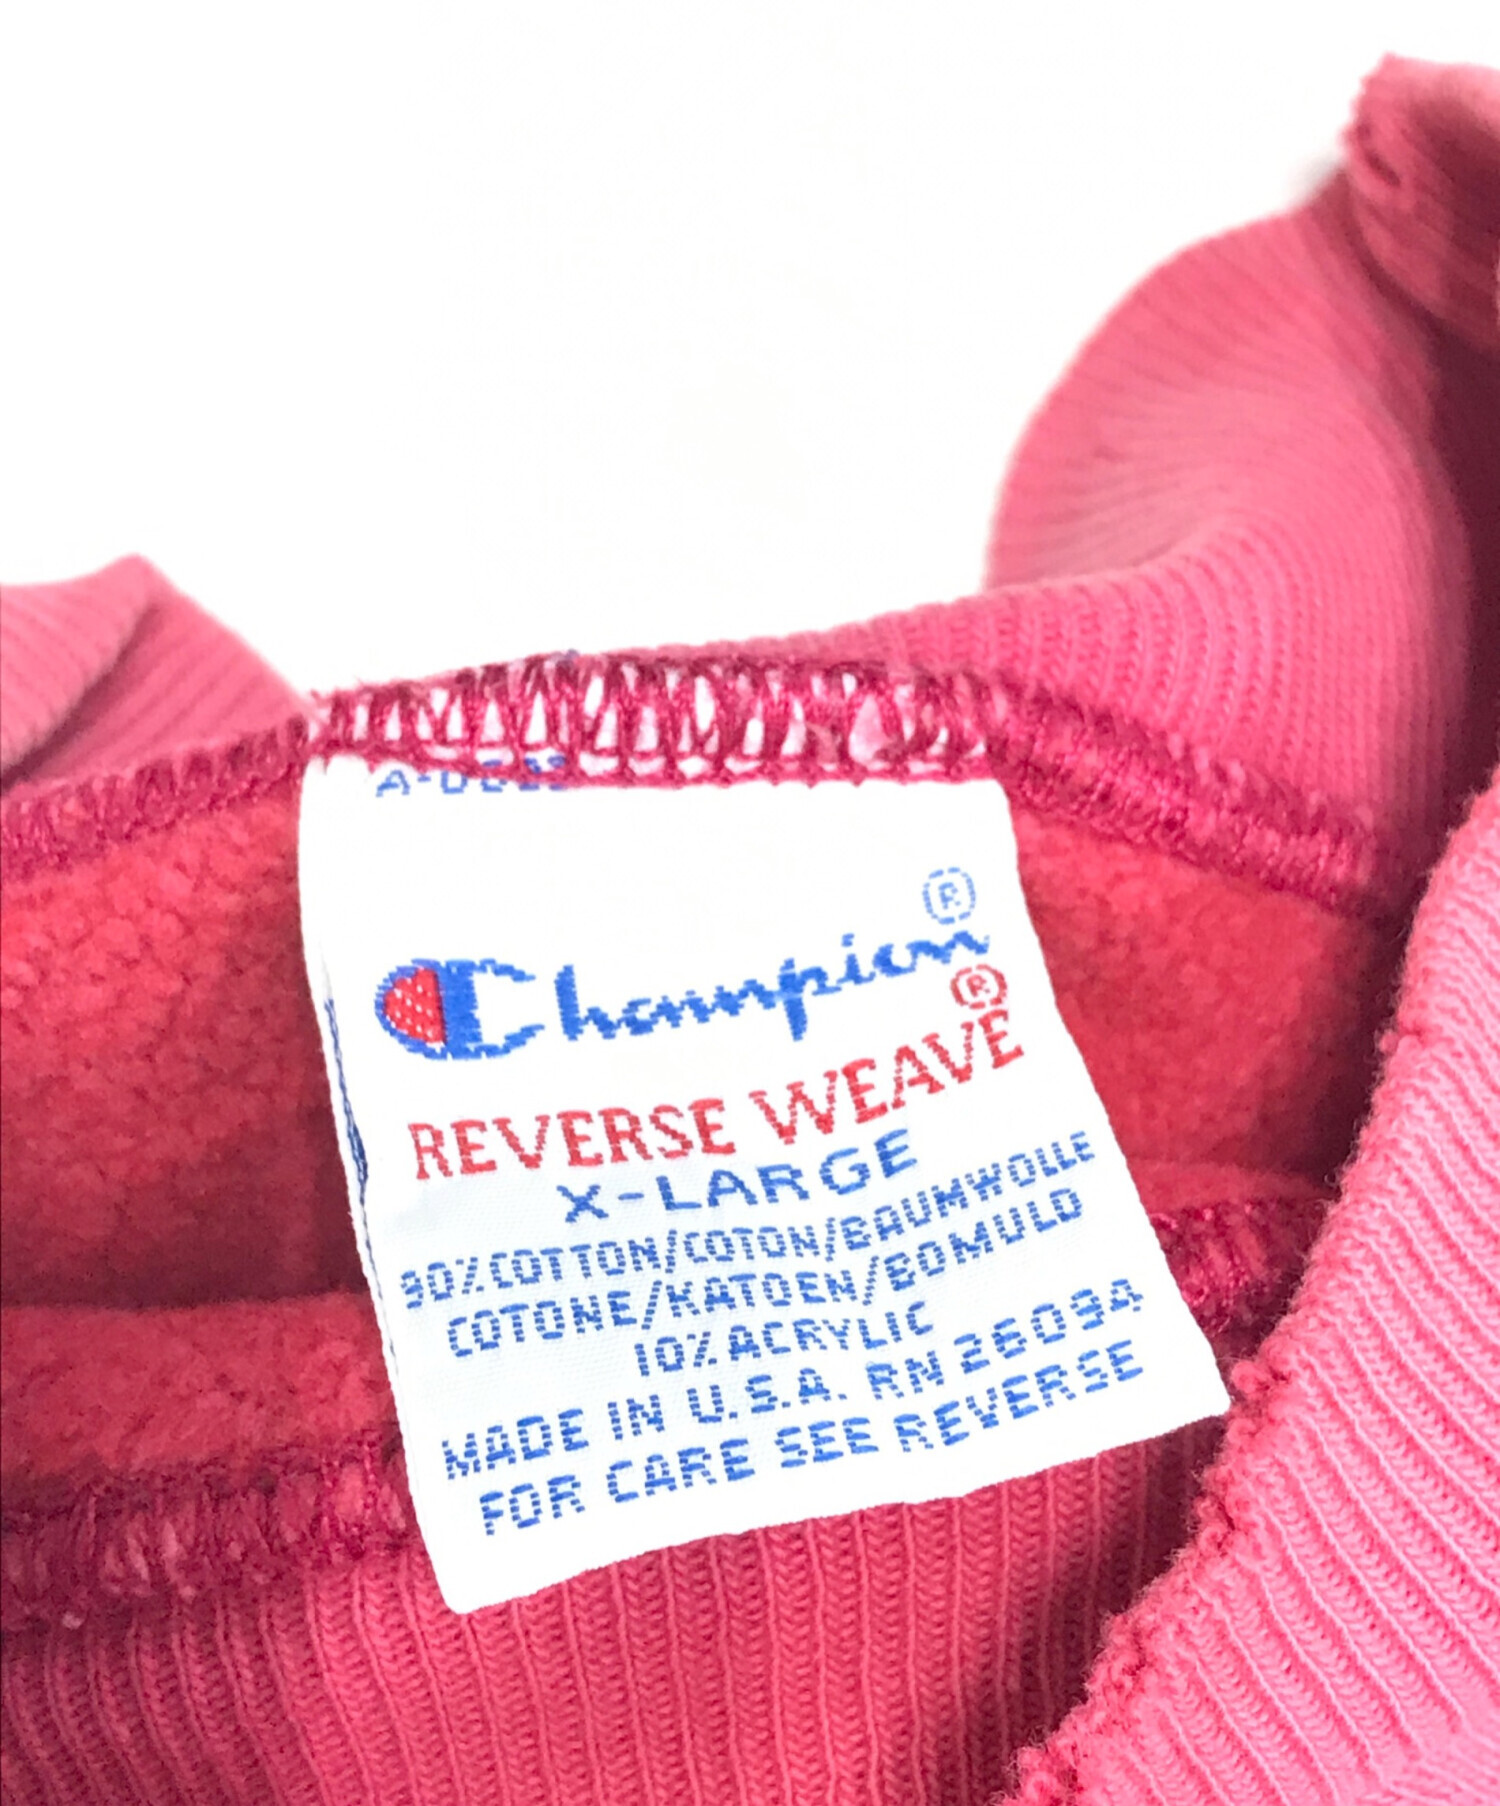 Champion®
REVERSE WEAVE®
X-LARGE
90%COTTON/COTON/BAUMWOLLE
COTONE/KATOEN/BOMULD
10%ACRYLIC
MADE IN U.S.A. RN 26094
FOR CARE SEE REVERSE